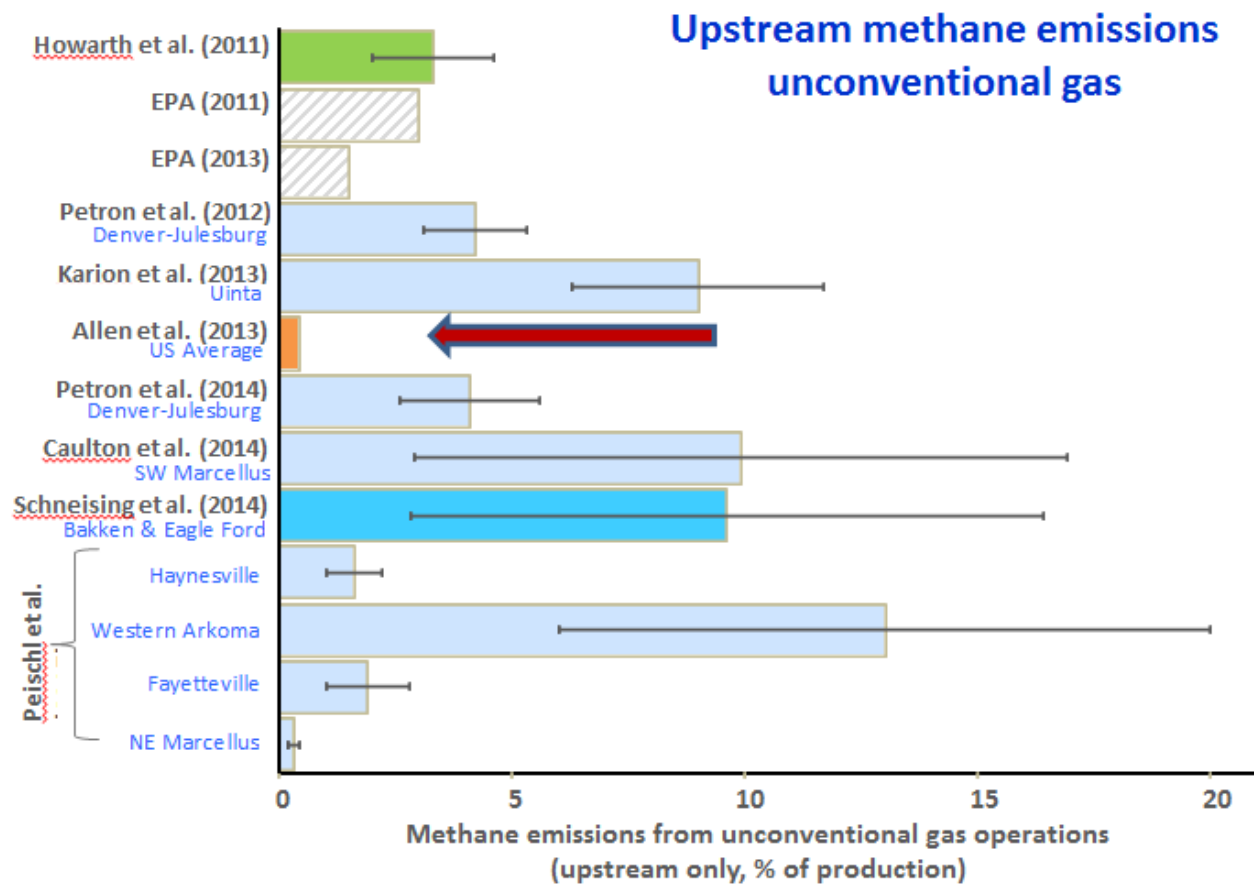 Upstream methane emissions
unconventional gas
Howarth et al. (2011)
EPA (2011)
EPA (2013)
Petron et al. (2012)
Denver-Julesburg
Karion et al. (2013)
Uinta
Allen et al. (2013)
US Average
Petron et al. (2014)
Denver-Julesburg
Caulton et al. (2014)
SW Marcellus
Schneising et al. (2014)
Bakken & Eagle Ford
Peischl et al.
Haynesville
Western Arkoma
Fayetteville
NE Marcellus
0 5 10 15 20
Methane emissions from unconventional gas operations
(upstream only, % of production)